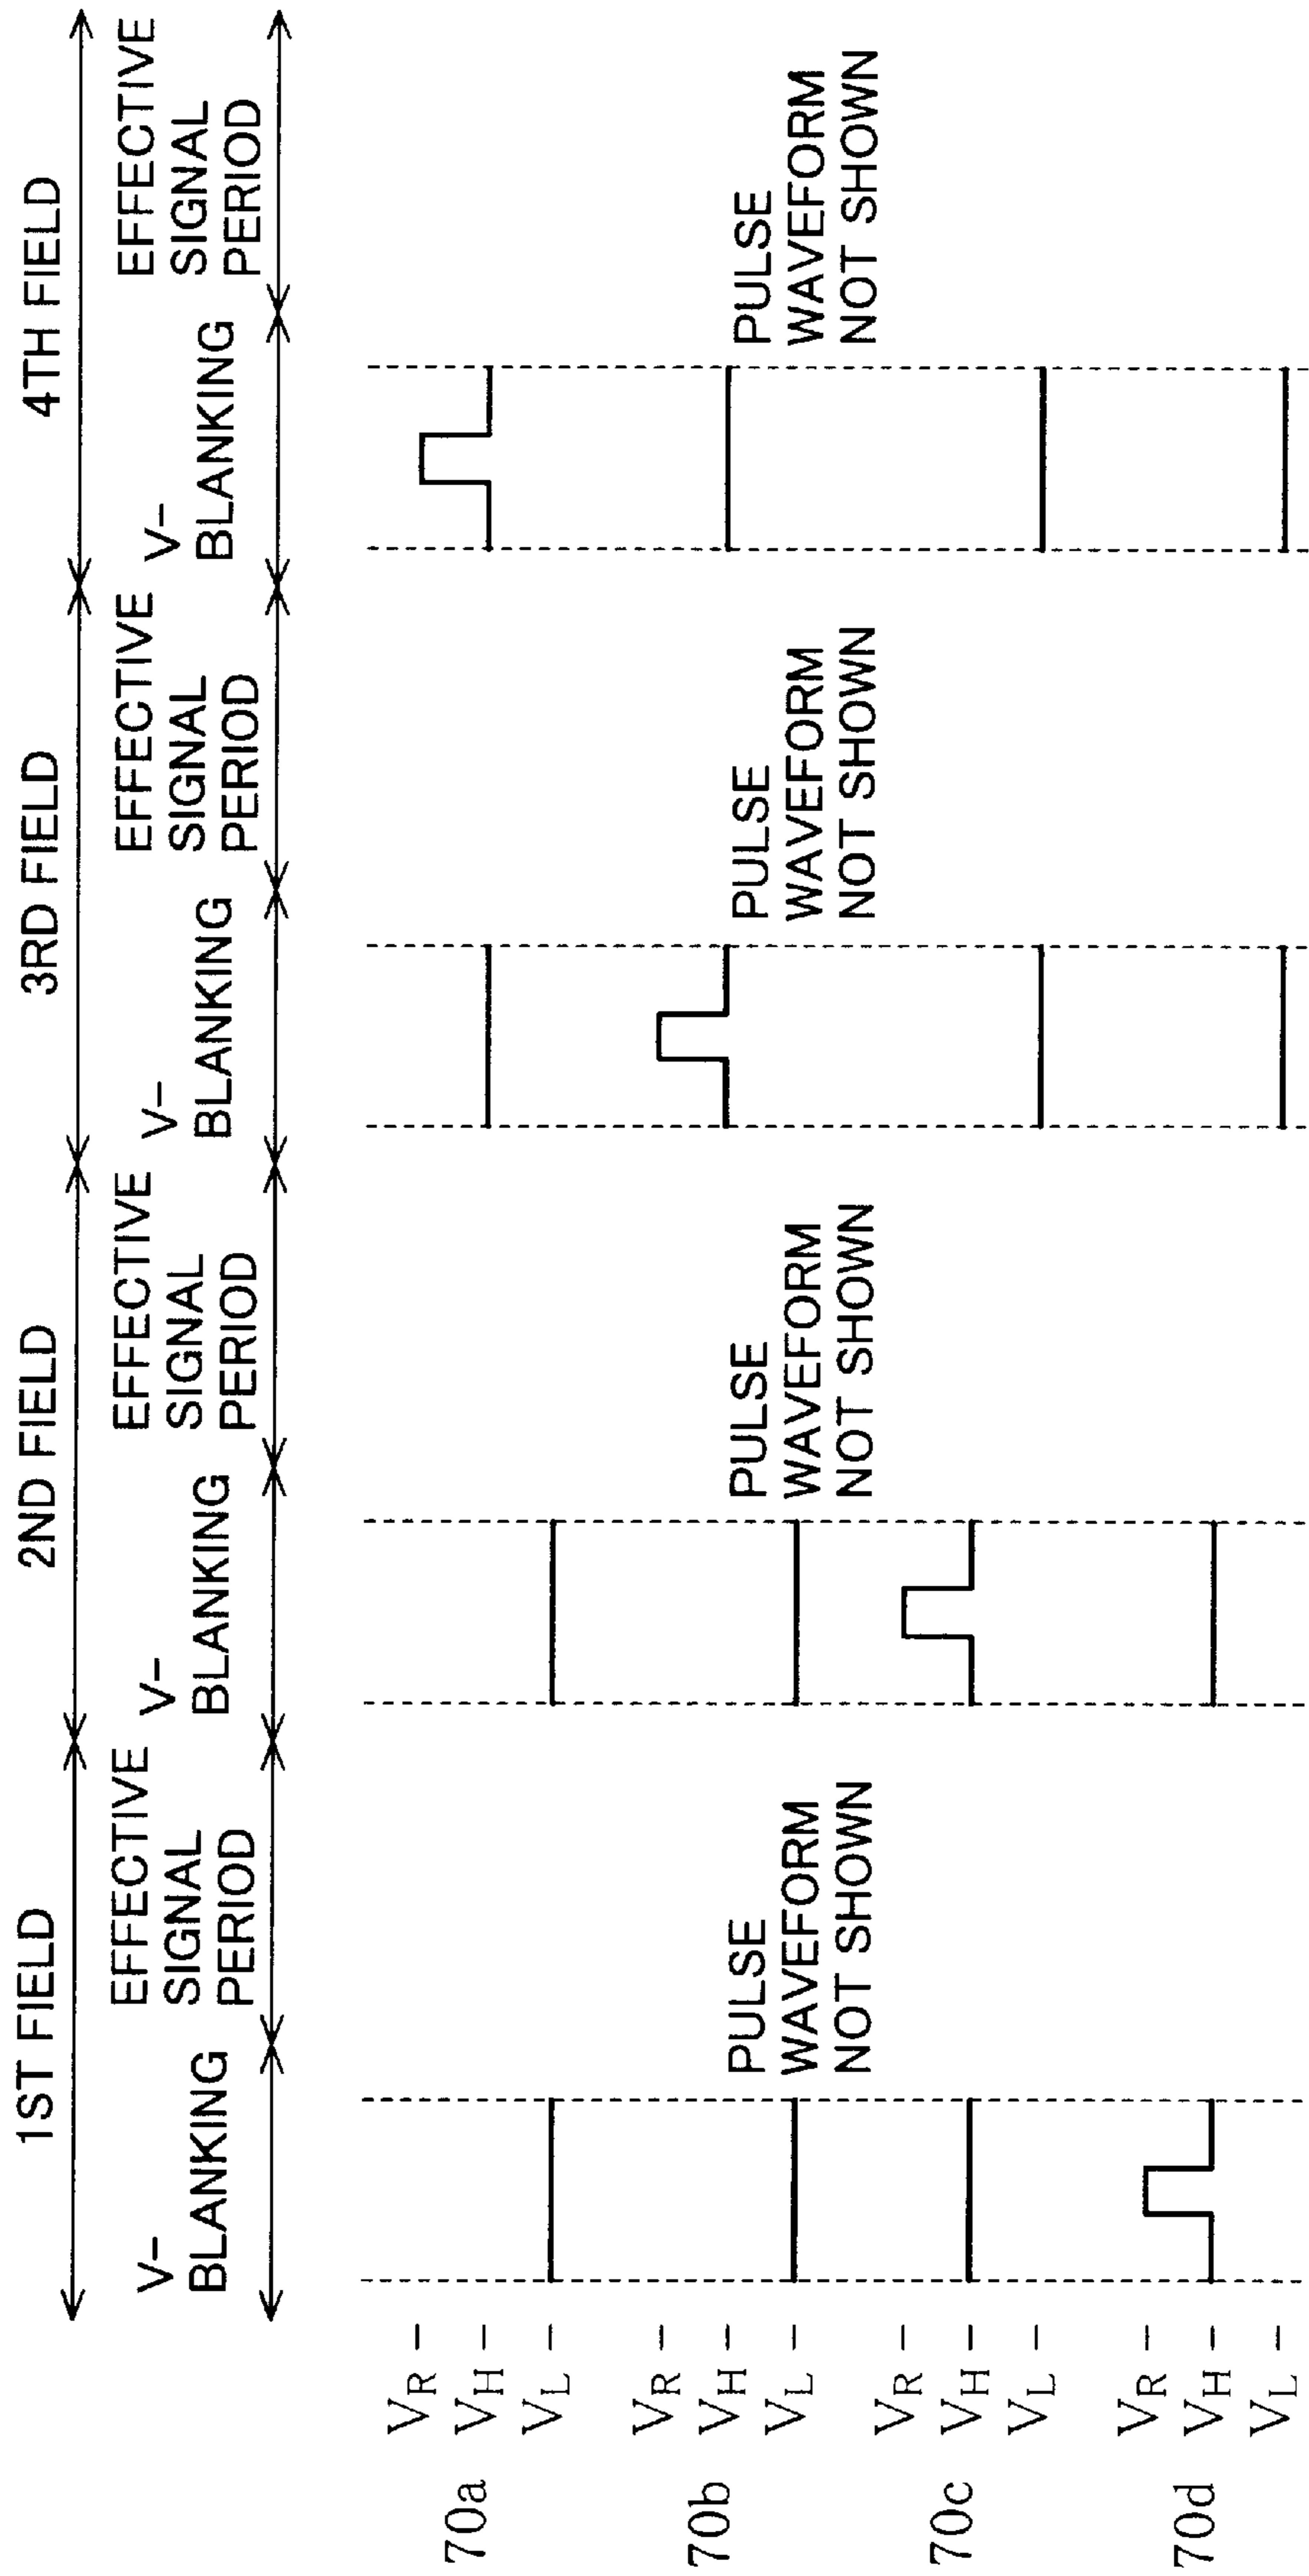 1ST FIELD
2ND FIELD
3RD FIELD
4TH FIELD
V-
BLANKING
EFFECTIVE
SIGNAL
PERIOD
V-
BLANKING
EFFECTIVE
SIGNAL
PERIOD
V-
BLANKING
EFFECTIVE
SIGNAL
PERIOD
V-
BLANKING
EFFECTIVE
SIGNAL
PERIOD
70a
VR
VH
VL
70b
VR
VH
VL
70c
VR
VH
VL
70d
VR
VH
VL
PULSE
WAVEFORM
NOT SHOWN
PULSE
WAVEFORM
NOT SHOWN
PULSE
WAVEFORM
NOT SHOWN
PULSE
WAVEFORM
NOT SHOWN